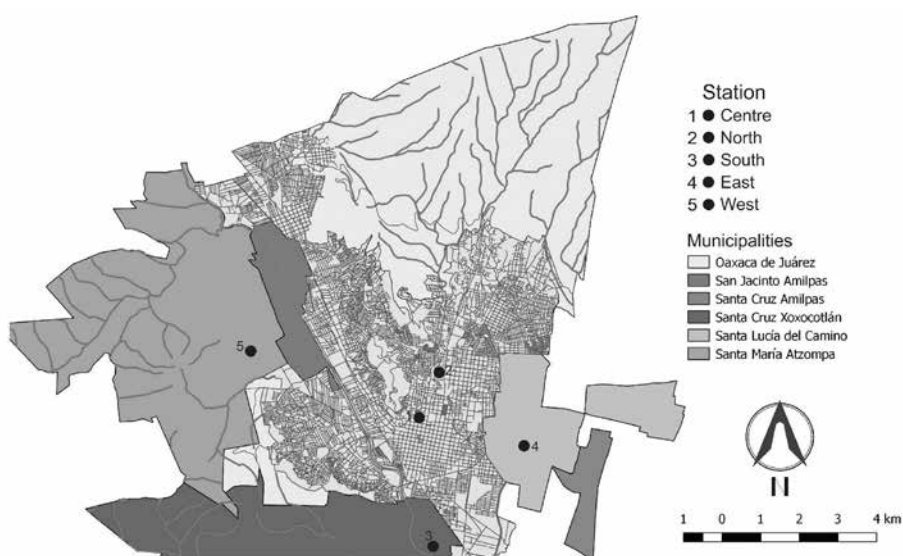 Station
1 ● Centre
2 ● North
3 ● South
4 ● East
5 ● West
Municipalities
Oaxaca de Juárez
San Jacinto Amilpas
Santa Cruz Amilpas
Santa Cruz Xoxocotlán
Santa Lucía del Camino
Santa María Atzompa
5
2
1
4
3
N
1 0 1 2 3 4 km